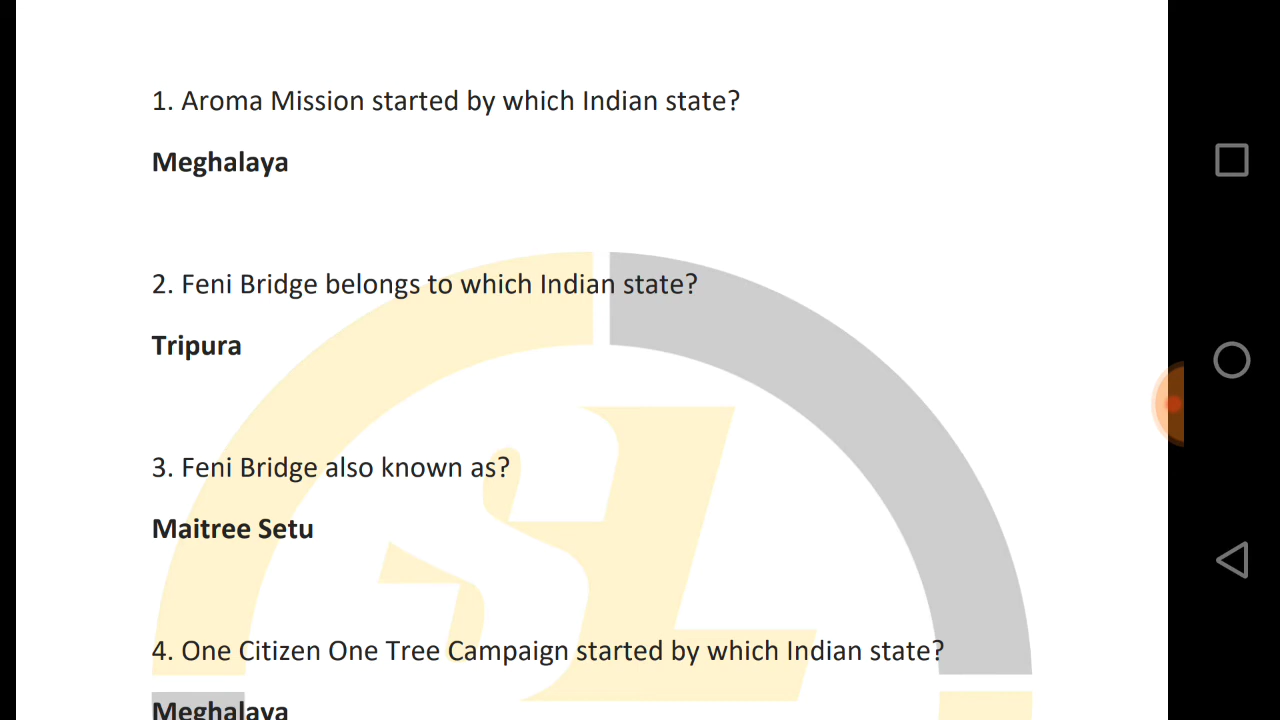 1. Aroma Mission started by which Indian state?
Meghalaya
2. Feni Bridge belongs to which Indian state?
Tripura
3. Feni Bridge also known as?
Maitree Setu
4. One Citizen One Tree Campaign started by which Indian state?
Meghalaya
SL